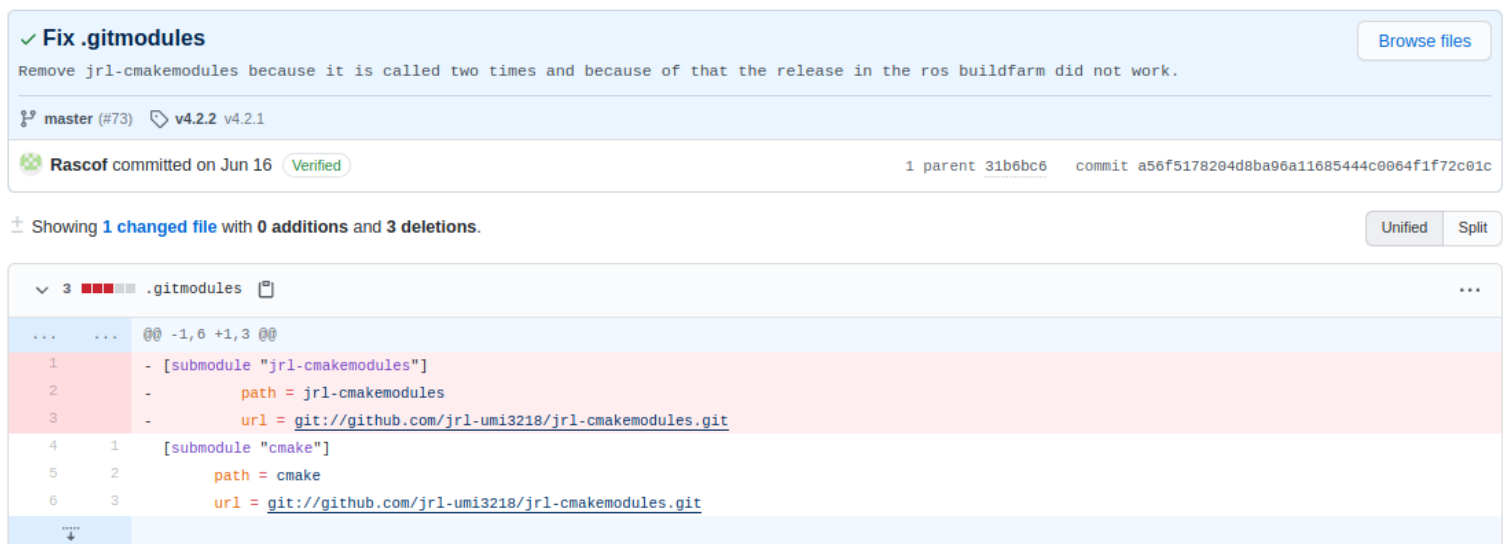 Fix .gitmodules
Browse files
Remove jrl-cmakemodules because it is called two times and because of that the release in the ros buildfarm did not work.
master (#73) v4.2.2 v4.2.1
Rascof committed on Jun 16 Verified 1 parent 31b6bc6 commit a56f5178204d8ba96a11685444c0064f1f72c01c
Showing 1 changed file with 0 additions and 3 deletions. Unified Split
3 .gitmodules ...
... ... @@ -1,6 +1,3 @@
1 - [submodule "jrl-cmakemodules"]
2 - path = jrl-cmakemodules
3 - url = git://github.com/jrl-umi3218/jrl-cmakemodules.git
4 1 [submodule "cmake"]
5 2 path = cmake
6 3 url = git://github.com/jrl-umi3218/jrl-cmakemodules.git